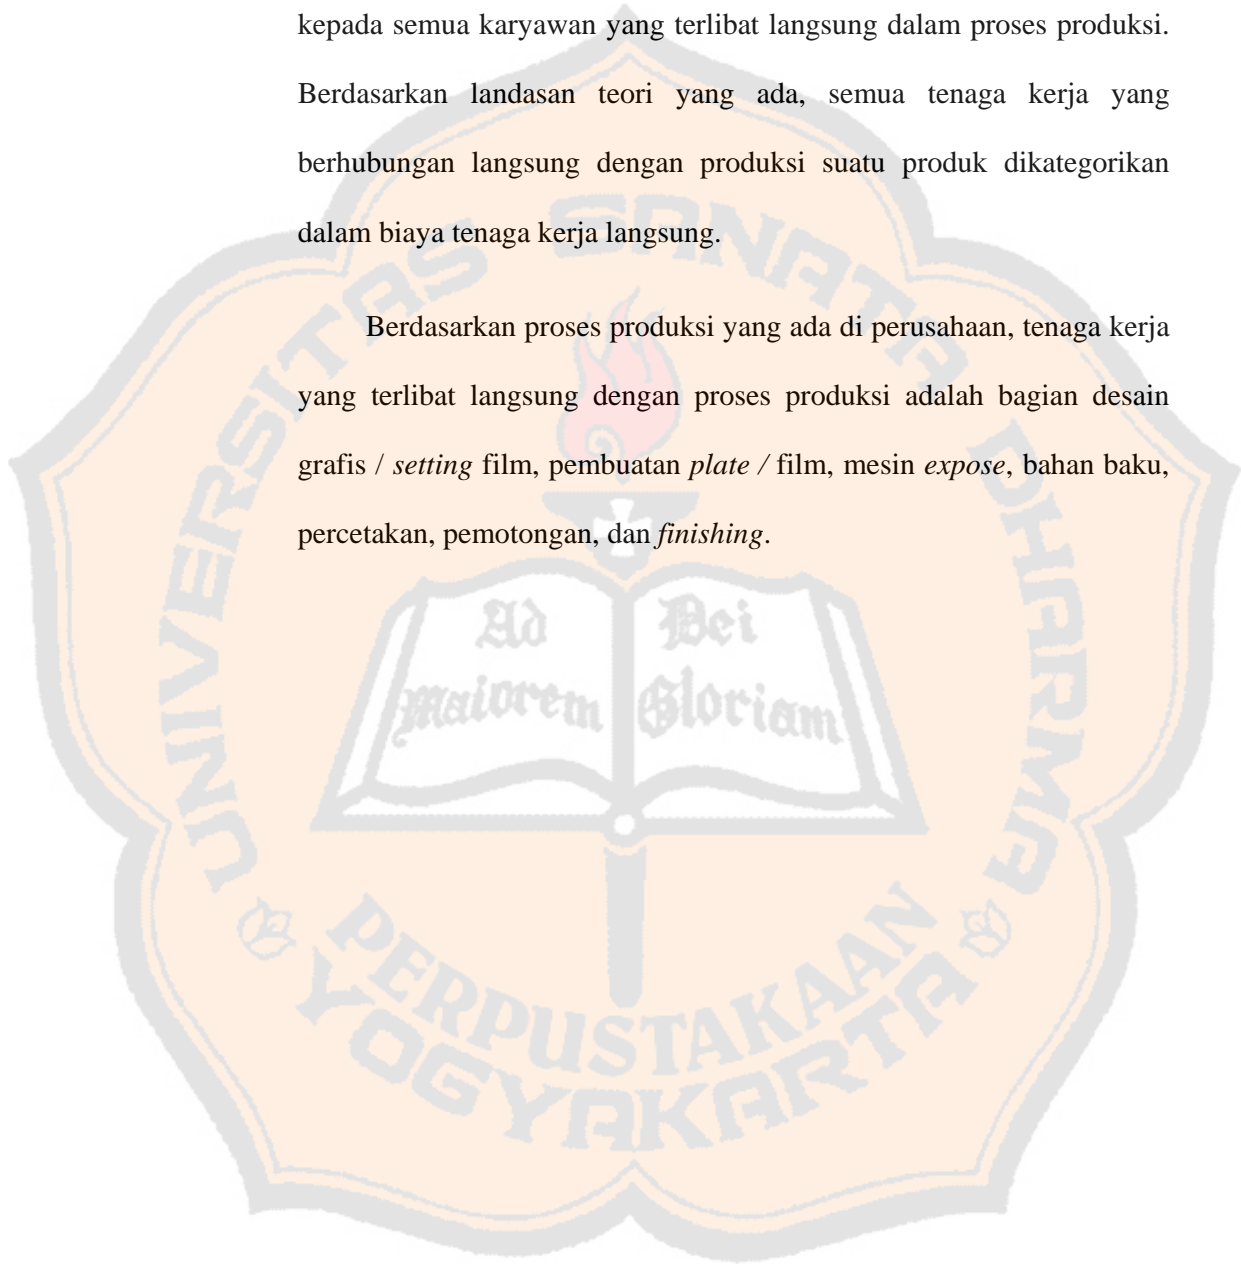 kepada semua karyawan yang terlibat langsung dalam proses produksi.
Berdasarkan landasan teori yang ada, semua tenaga kerja yang
berhubungan langsung dengan produksi suatu produk dikategorikan
dalam biaya tenaga kerja langsung.
Berdasarkan proses produksi yang ada di perusahaan, tenaga kerja
yang terlibat langsung dengan proses produksi adalah bagian desain
grafis / setting film, pembuatan plate / film, mesin expose, bahan baku,
percetakan, pemotongan, dan finishing.
UNIVERSITAS SANATA DHARMA
Ad Dei
Maiorem Gloriam
PERPUSTAKAAN
YOGYAKARTA